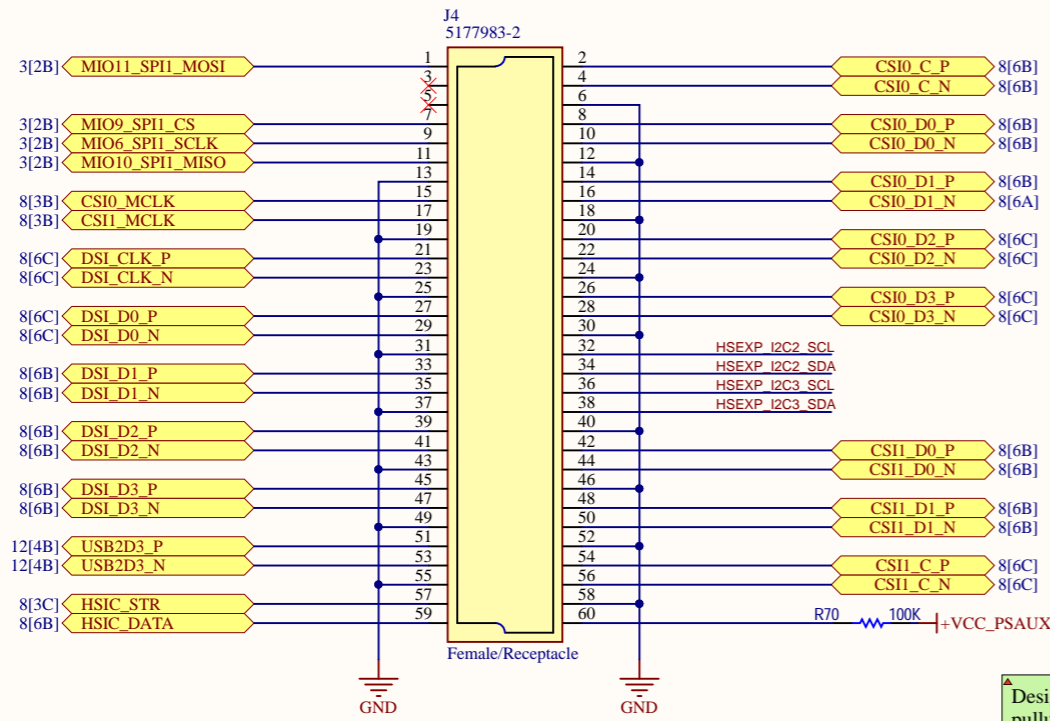 J4
5177983-2
3[2B] MIO11_SPI1_MOSI 1 2 CSI0_C_P 8[6B]
3 4 CSI0_C_N 8[6B]
5 6
3[2B] MIO9_SPI1_CS 7 8 CSI0_D0_P 8[6B]
3[2B] MIO6_SPI1_SCLK 9 10 CSI0_D0_N 8[6B]
3[2B] MIO10_SPI1_MISO 11 12
13 14 CSI0_D1_P 8[6B]
8[3B] CSI0_MCLK 15 16 CSI0_D1_N 8[6A]
8[3B] CSI1_MCLK 17 18
19 20 CSI0_D2_P 8[6C]
8[6C] DSI_CLK_P 21 22 CSI0_D2_N 8[6C]
8[6C] DSI_CLK_N 23 24
25 26 CSI0_D3_P 8[6C]
8[6C] DSI_D0_P 27 28 CSI0_D3_N 8[6C]
8[6C] DSI_D0_N 29 30
31 32 HSEXP_I2C2_SCL
8[6B] DSI_D1_P 33 34 HSEXP_I2C2_SDA
8[6B] DSI_D1_N 35 36 HSEXP_I2C3_SCL
37 38 HSEXP_I2C3_SDA
8[6B] DSI_D2_P 39 40
8[6B] DSI_D2_N 41 42 CSI1_D0_P 8[6B]
43 44 CSI1_D0_N 8[6B]
8[6B] DSI_D3_P 45 46
8[6B] DSI_D3_N 47 48 CSI1_D1_P 8[6B]
49 50 CSI1_D1_N 8[6B]
12[4B] USB2D3_P 51 52
12[4B] USB2D3_N 53 54 CSI1_C_P 8[6C]
55 56 CSI1_C_N 8[6C]
8[3C] HSIC_STR 57 58
8[6B] HSIC_DATA 59 60 R70 100K +VCC_PSAUX
Female/Receptacle
GND GND
Desi